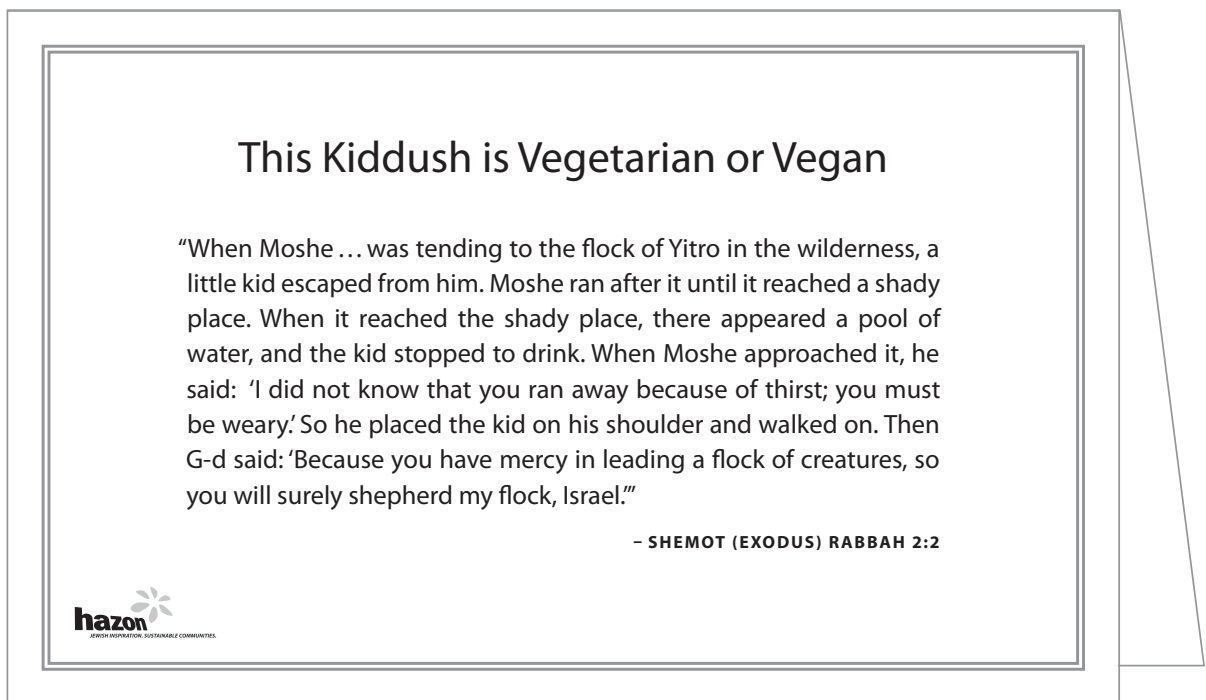 This Kiddush is Vegetarian or Vegan
“When Moshe … was tending to the flock of Yitro in the wilderness, a
little kid escaped from him. Moshe ran after it until it reached a shady
place. When it reached the shady place, there appeared a pool of
water, and the kid stopped to drink. When Moshe approached it, he
said: ‘I did not know that you ran away because of thirst; you must
be weary.’ So he placed the kid on his shoulder and walked on. Then
G-d said: ‘Because you have mercy in leading a flock of creatures, so
you will surely shepherd my flock, Israel.’”
– SHEMOT (EXODUS) RABBAH 2:2
hazon
JEWISH INSPIRATION. SUSTAINABLE COMMUNITIES.